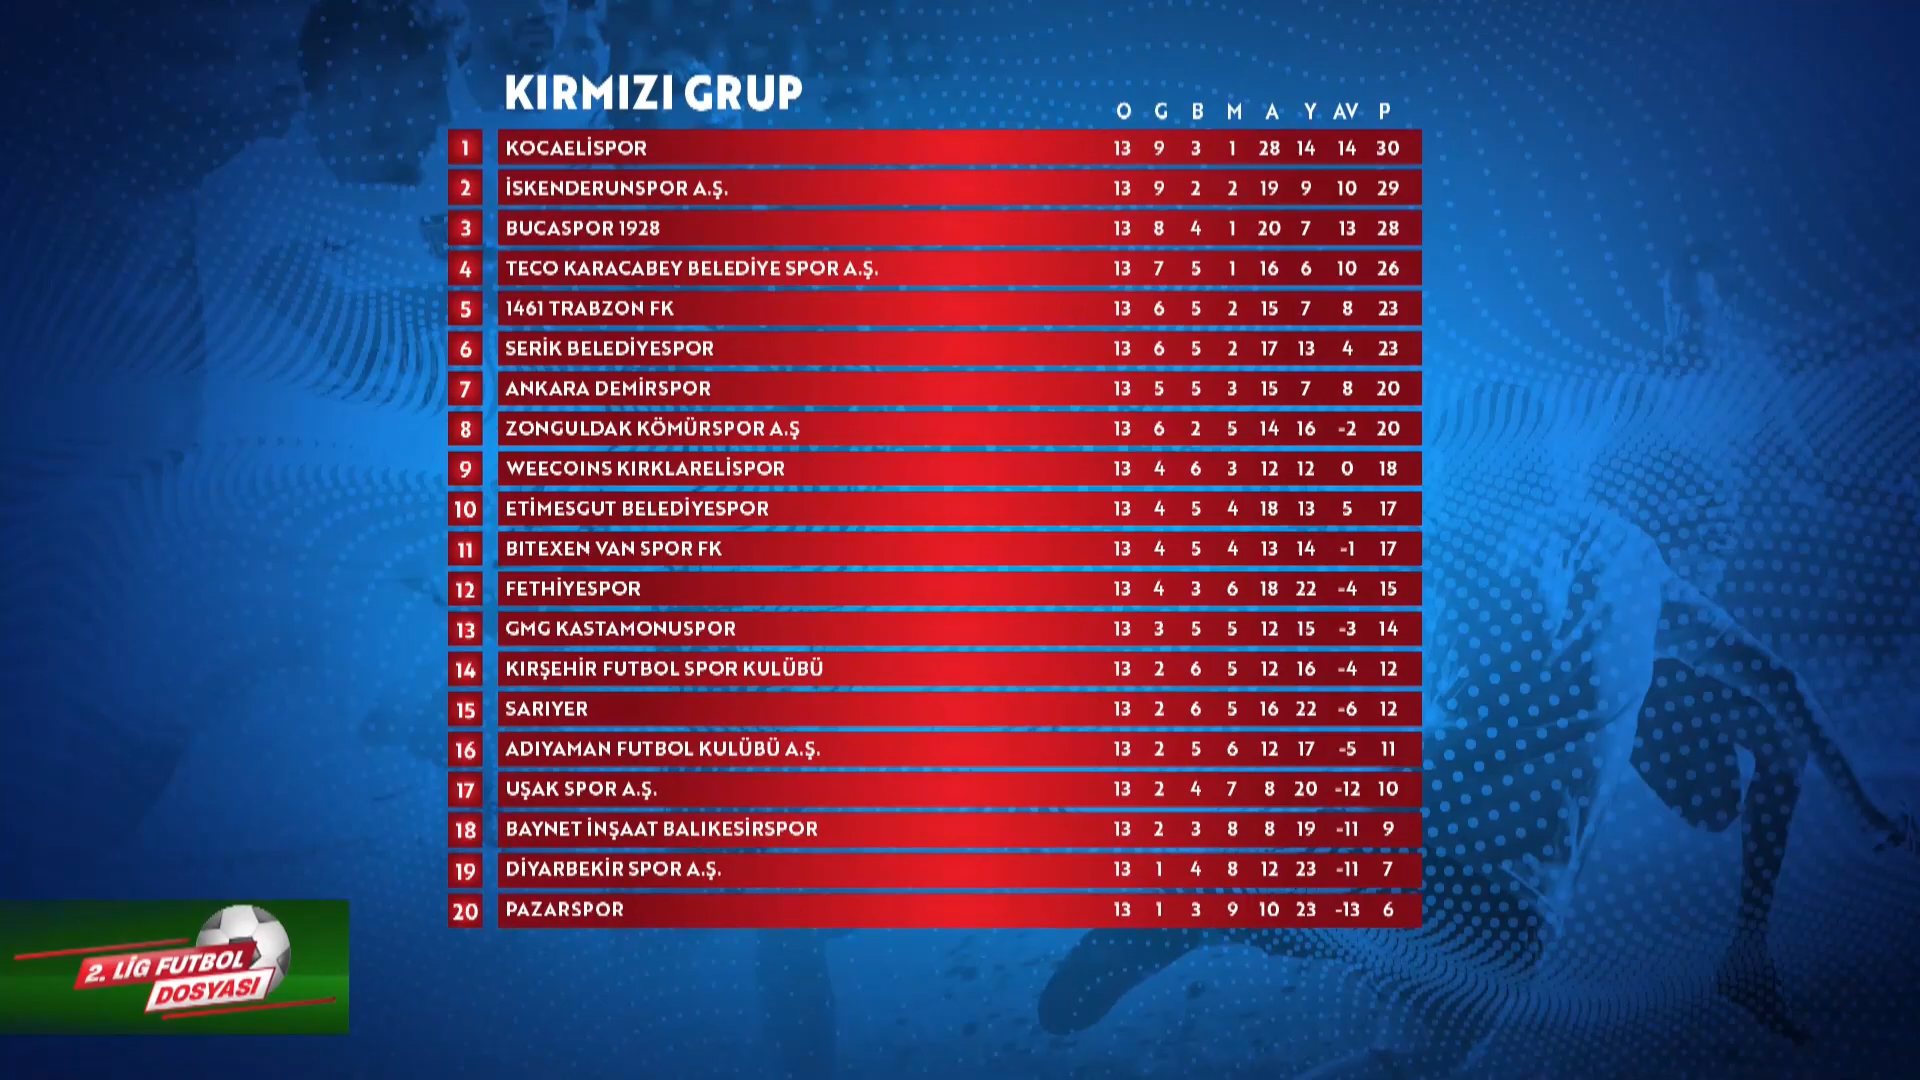 KIRMIZI GRUP
O G B M A Y AV P
1 KOCAELİSPOR 13 9 3 1 28 14 14 30
2 İSKENDERUNSPOR A.Ş. 13 9 2 2 19 9 10 29
3 BUCASPOR 1928 13 8 4 1 20 7 13 28
4 TECO KARACABEY BELEDİYE SPOR A.Ş. 13 7 5 1 16 6 10 26
5 1461 TRABZON FK 13 6 5 2 15 7 8 23
6 SERİK BELEDİYESPOR 13 6 5 2 17 13 4 23
7 ANKARA DEMİRSPOR 13 5 5 3 15 7 8 20
8 ZONGULDAK KÖMÜRSPOR A.Ş 13 6 2 5 14 16 -2 20
9 WEECOINS KIRKLARELİSPOR 13 4 6 3 12 12 0 18
10 ETİMESGUT BELEDİYESPOR 13 4 5 4 18 13 5 17
11 BITEXEN VAN SPOR FK 13 4 5 4 13 14 -1 17
12 FETHİYESPOR 13 4 3 6 18 22 -4 15
13 GMG KASTAMONUSPOR 13 3 5 5 12 15 -3 14
14 KIRŞEHİR FUTBOL SPOR KULÜBÜ 13 2 6 5 12 16 -4 12
15 SARIYER 13 2 6 5 16 22 -6 12
16 ADIYAMAN FUTBOL KULÜBÜ A.Ş. 13 2 5 6 12 17 -5 11
17 UŞAK SPOR A.Ş. 13 2 4 7 8 20 -12 10
18 BAYNET İNŞAAT BALIKESİRSPOR 13 2 3 8 8 19 -11 9
19 DİYARBEKİR SPOR A.Ş. 13 1 4 8 12 23 -11 7
20 PAZARSPOR 13 1 3 9 10 23 -13 6
2. LİG FUTBOL
DOSYASI